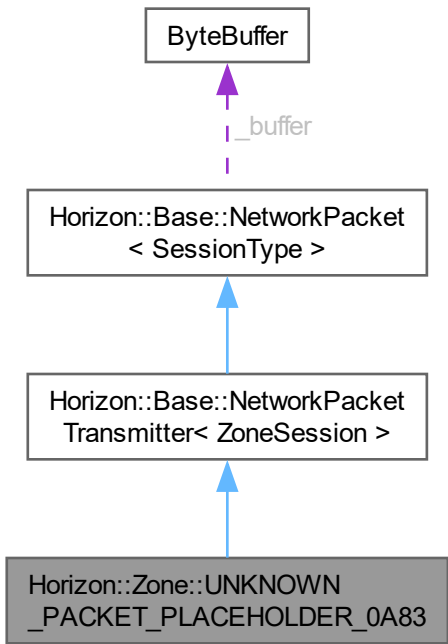 ByteBuffer
_buffer
Horizon::Base::NetworkPacket
< SessionType >
Horizon::Base::NetworkPacket
Transmitter< ZoneSession >
Horizon::Zone::UNKNOWN
_PACKET_PLACEHOLDER_0A83